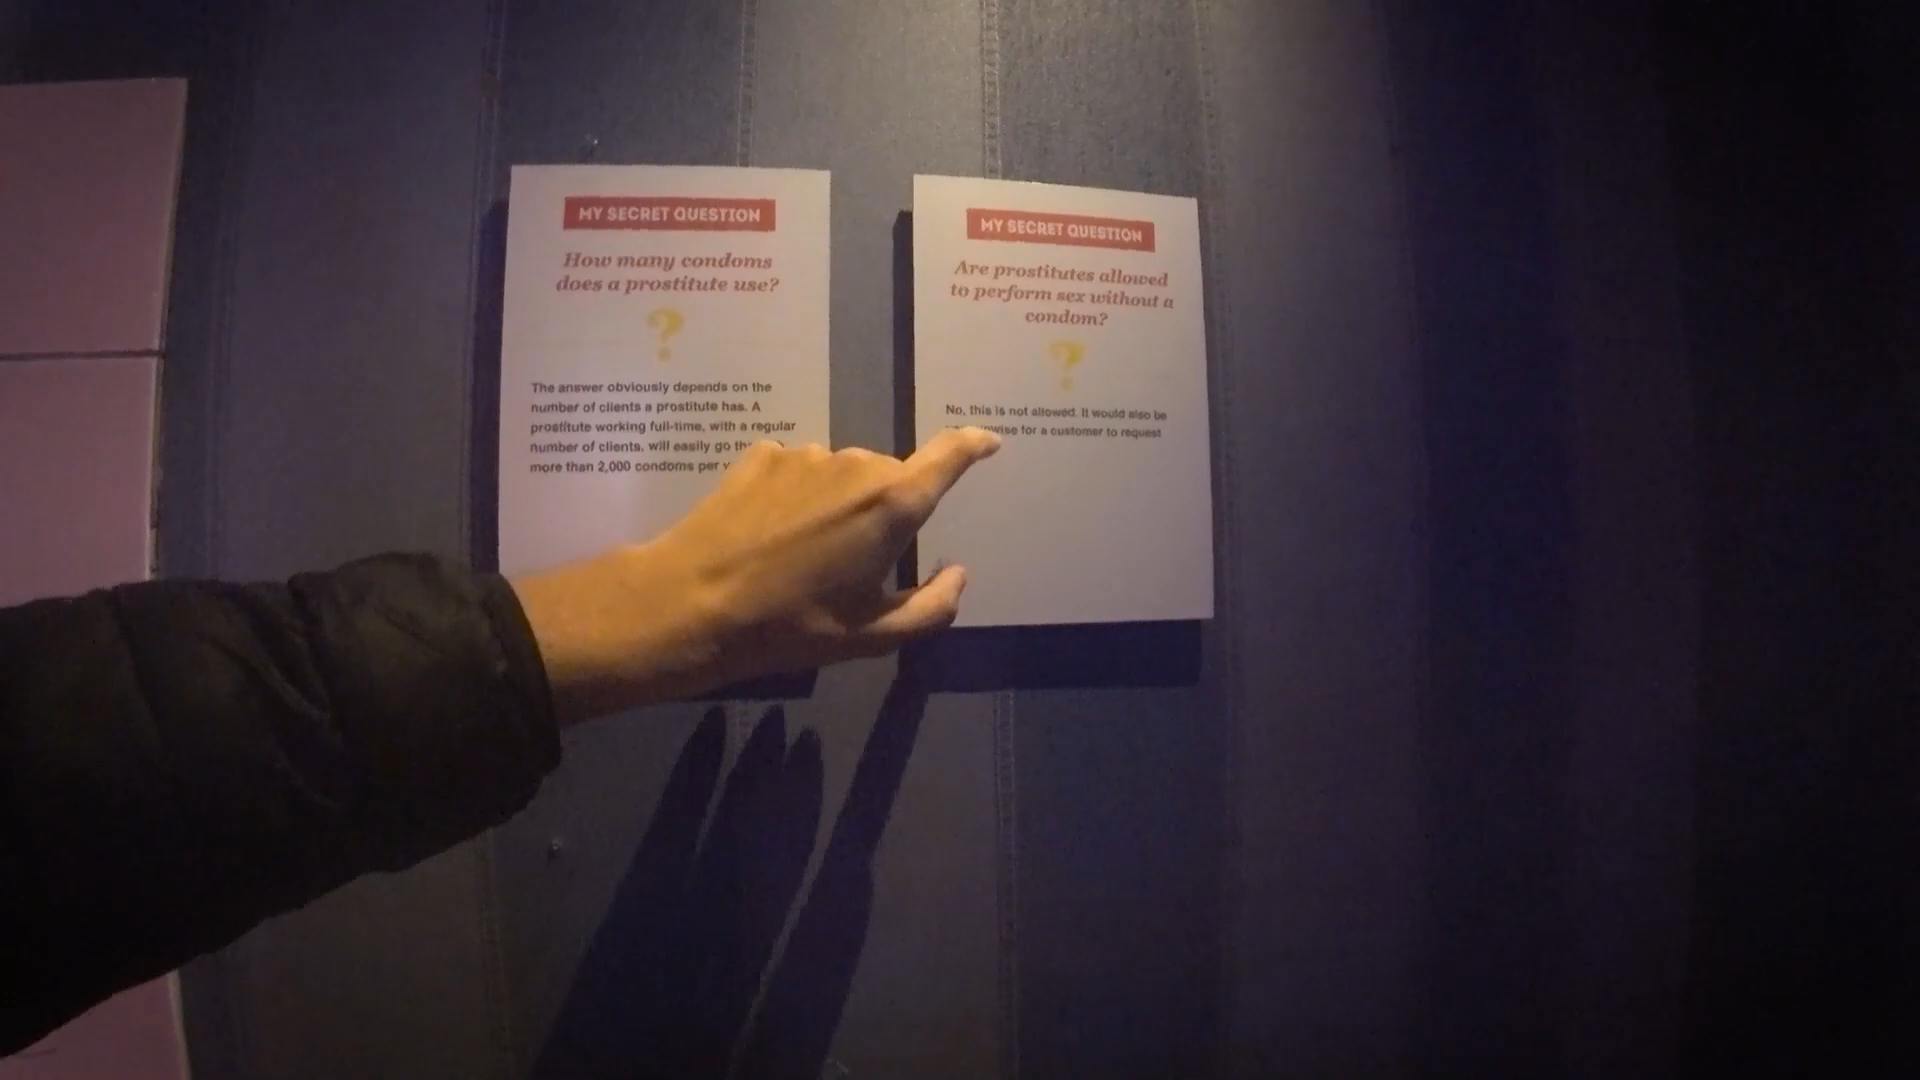 MY SECRET QUESTION
How many condoms
does a prostitute use?
?
The answer obviously depends on the
number of clients a prostitute has. A
prostitute working full-time, with a regular
number of clients, will easily go
more than 2,000 condoms per
MY SECRET QUESTION
Are prostitutes allowed
to perform sex without a
condom?
?
No, this is not allowed. It would also be
for a customer to request